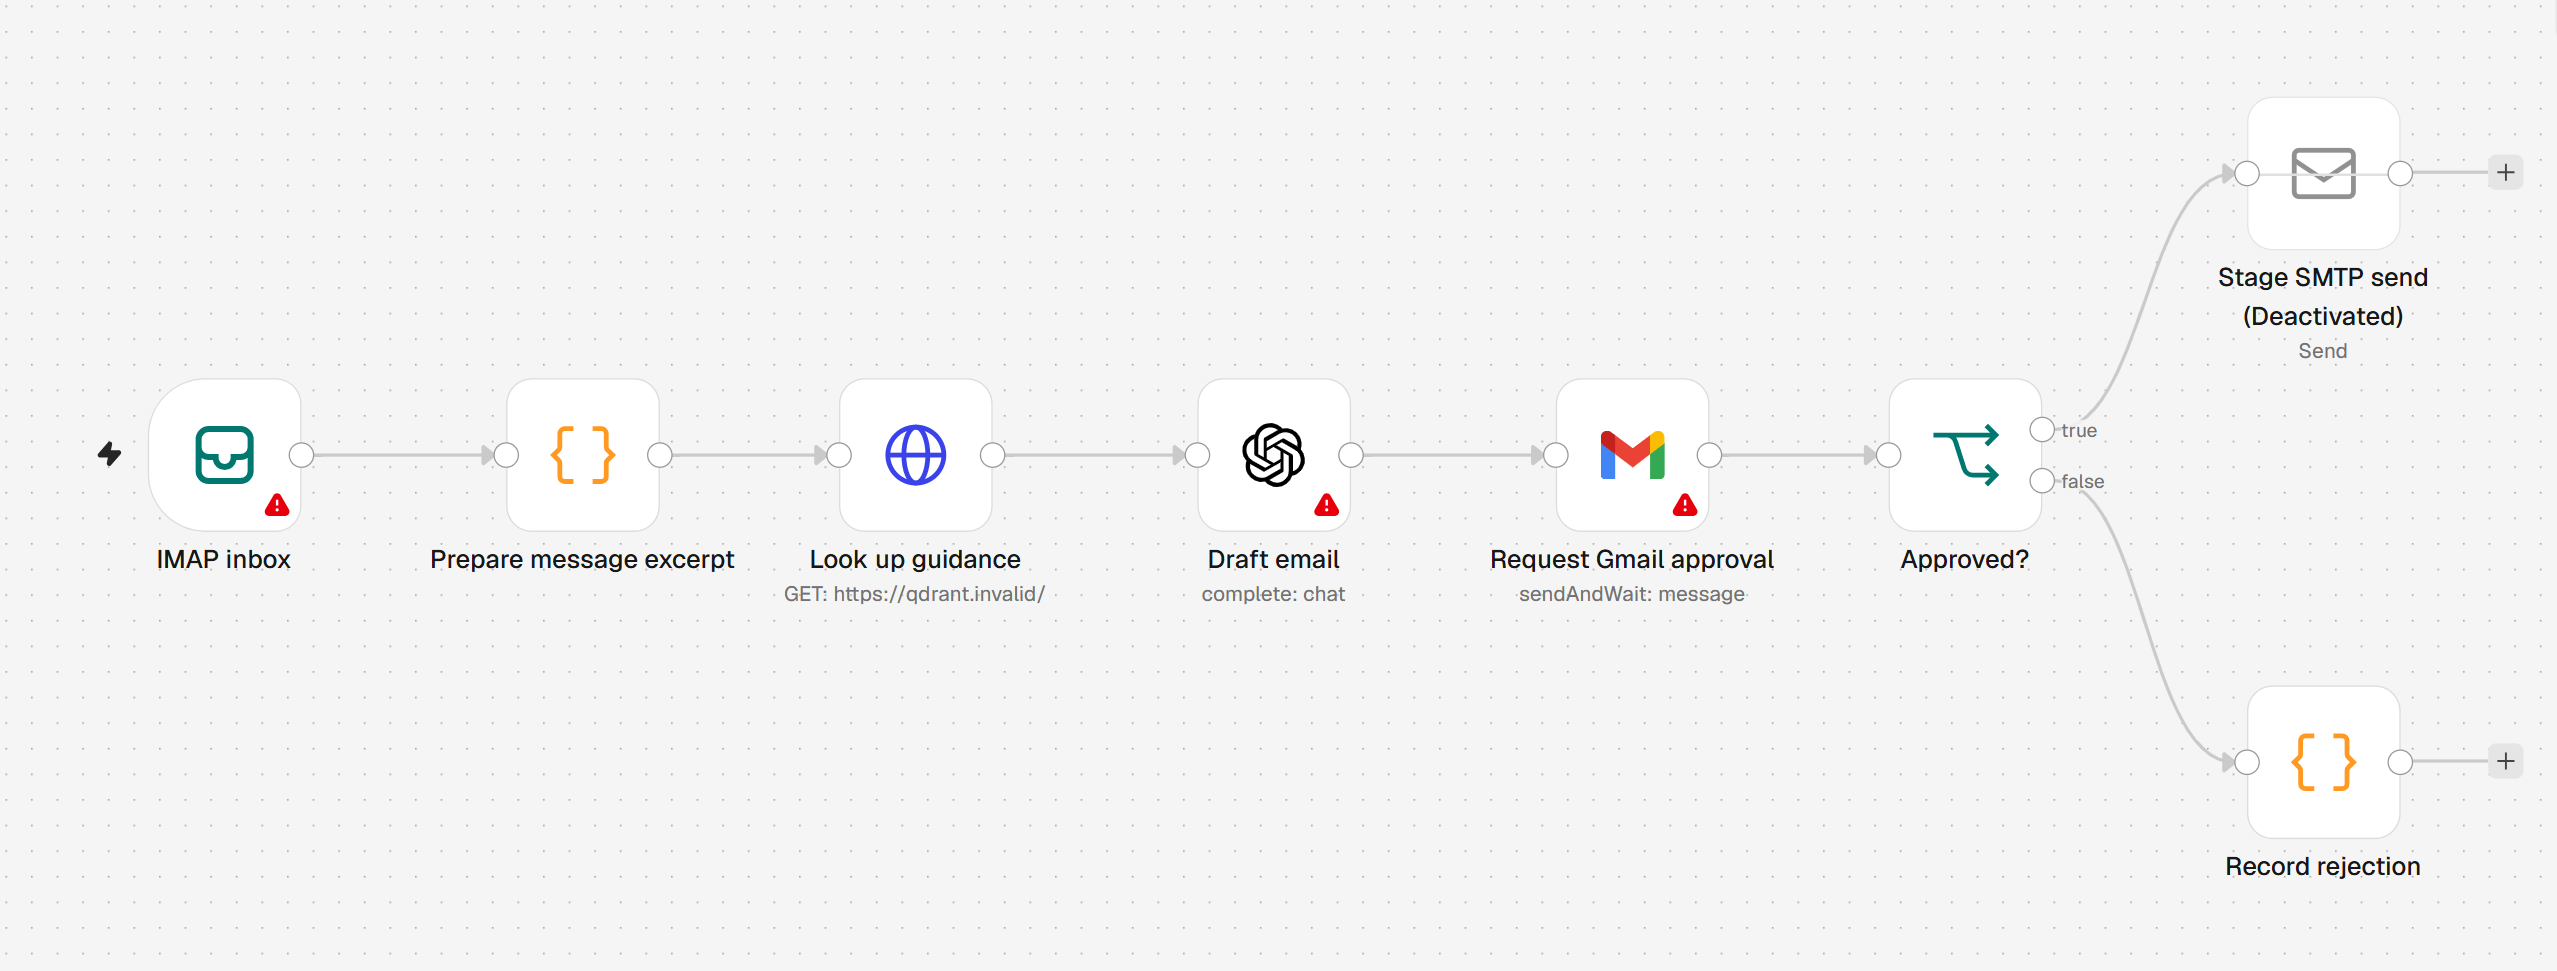 IMAP inbox
Prepare message excerpt
Look up guidance
GET: https://qdrant.invalid/
Draft email
complete: chat
Request Gmail approval
sendAndWait: message
Approved?
true
false
Stage SMTP send
(Deactivated)
Send
Record rejection